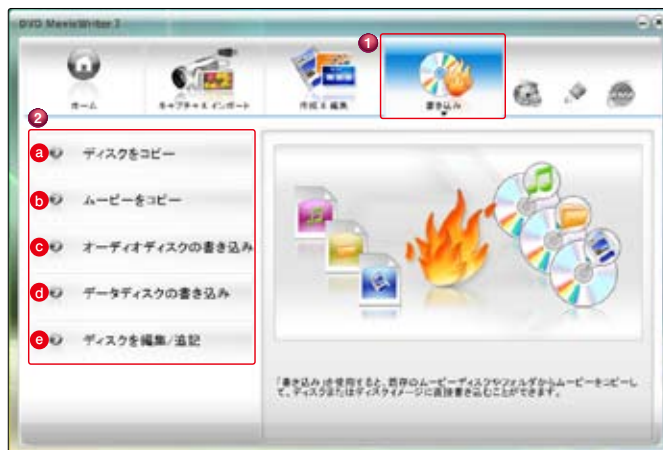 DVD MovieWriter 7
1
ホーム
キャプチャ & インポート
作成 & 編集
書き込み
2
a ディスクをコピー
b ムービーをコピー
c オーディオディスクの書き込み
d データディスクの書き込み
e ディスクを編集/追記
「書き込み」を使用すると、既存のムービーディスクやフォルダからムービーをコピーし
て、ディスクまたはディスクイメージに直接書き込むことができます。